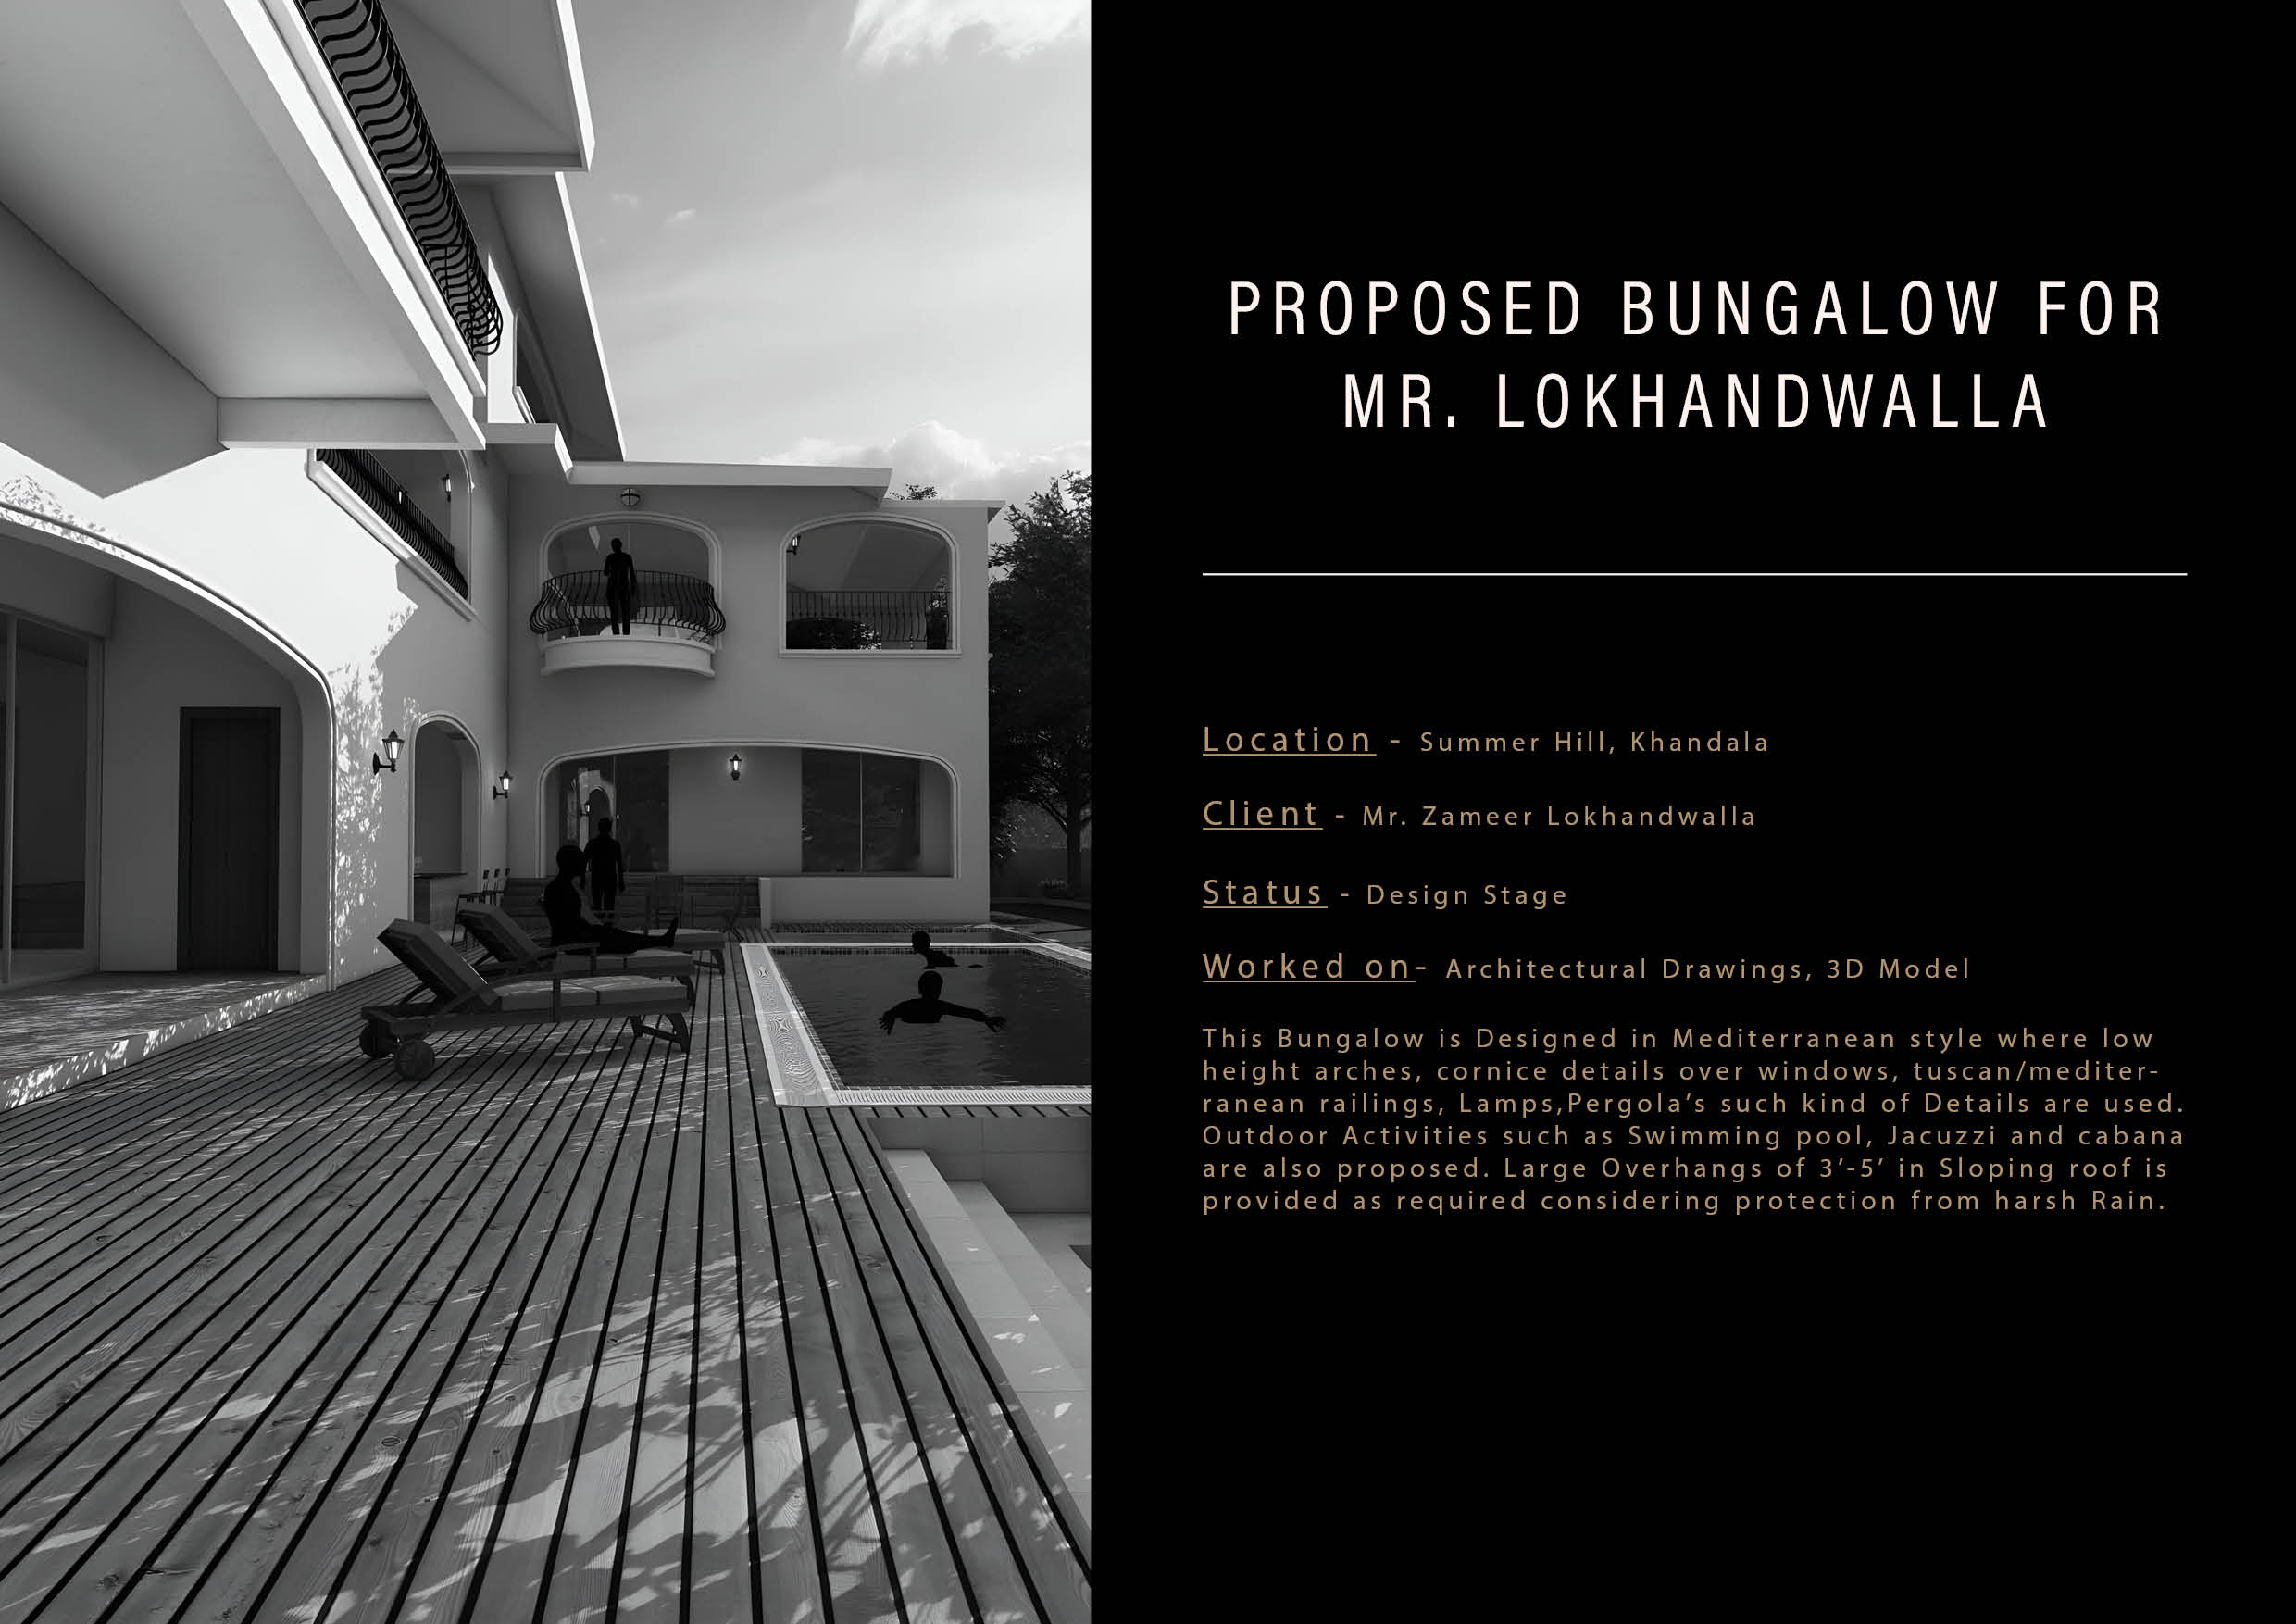 PROPOSED BUNGALOW FOR
MR. LOKHANDWALLA
Location - Summer Hill, Khandala
Client - Mr. Zameer Lokhandwalla
Status - Design Stage
Worked on- Architectural Drawings, 3D Model
This Bungalow is Designed in Mediterranean style where low
height arches, cornice details over windows, tuscan/mediter-
ranean railings, Lamps,Pergola’s such kind of Details are used.
Outdoor Activities such as Swimming pool, Jacuzzi and cabana
are also proposed. Large Overhangs of 3’-5’ in Sloping roof is
provided as required considering protection from harsh Rain.